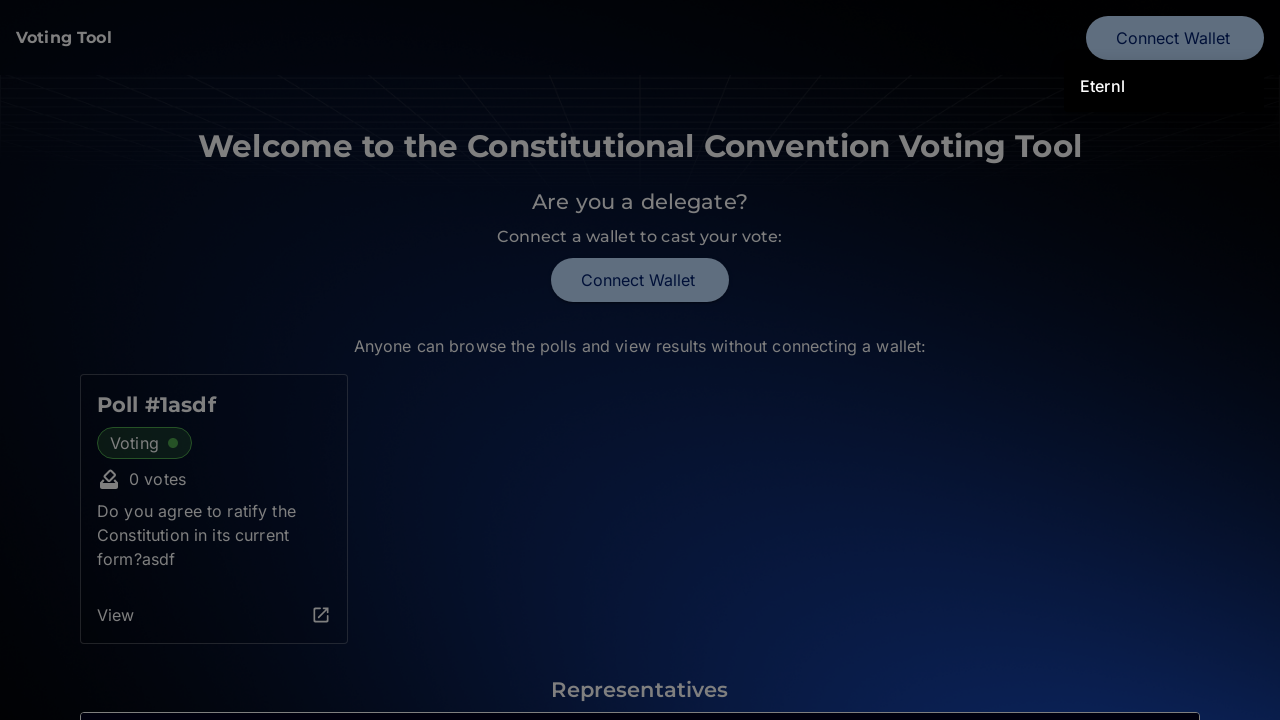 Voting Tool
Connect Wallet
Eternl
Welcome to the Constitutional Convention Voting Tool
Are you a delegate?
Connect a wallet to cast your vote:
Connect Wallet
Anyone can browse the polls and view results without connecting a wallet:
Poll #1asdf
Voting
0 votes
Do you agree to ratify the
Constitution in its current
form?asdf
View
Representatives